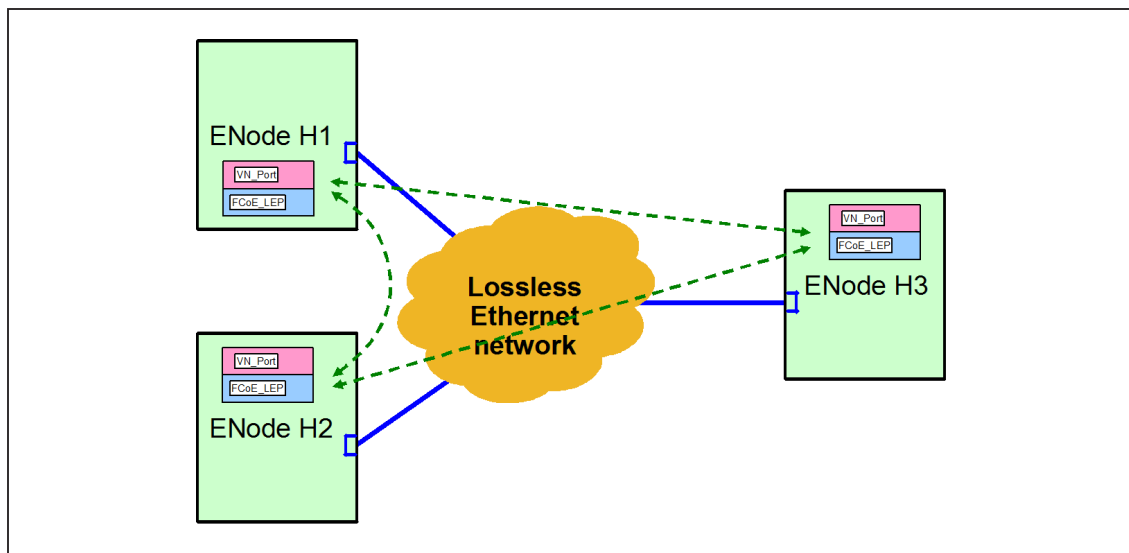 ENode H1
VN_Port
FCoE_LEP
VN_Port
FCoE_LEP
ENode H3
Lossless
Ethernet
network
VN_Port
FCoE_LEP
ENode H2